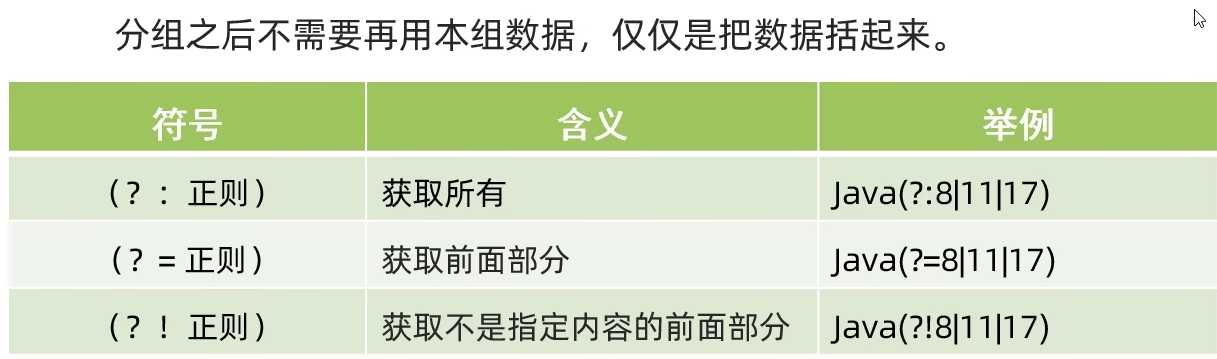 分组之后不需要再用本组数据，仅仅是把数据括起来。
符号 含义 举例
（？：正则） 获取所有 Java(?:8|11|17)
（？= 正则） 获取前面部分 Java(?=8|11|17)
（？！正则） 获取不是指定内容的前面部分 Java(?!8|11|17)